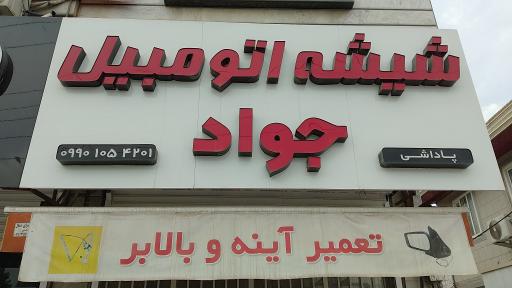 شیشه اتومبیل
جواد
پاداشی
۰۹۹۰ ۱۰۵ ۴۲۰۱
تعمیر آینه و بالابر